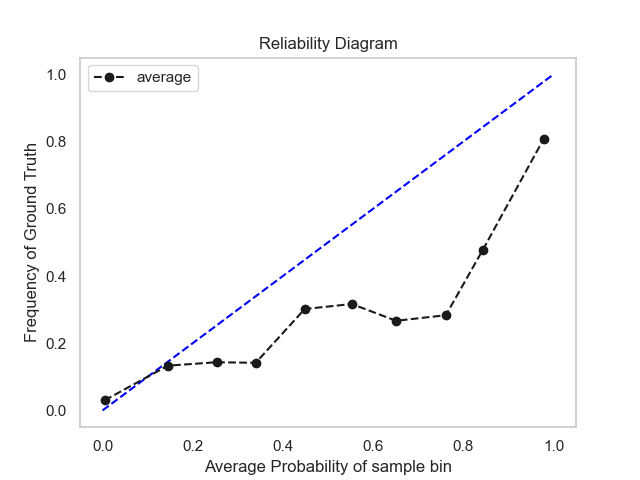 Reliability Diagram
average
1.0
0.8
0.6
0.4
0.2
0.0
Frequency of Ground Truth
0.0 0.2 0.4 0.6 0.8 1.0
Average Probability of sample bin